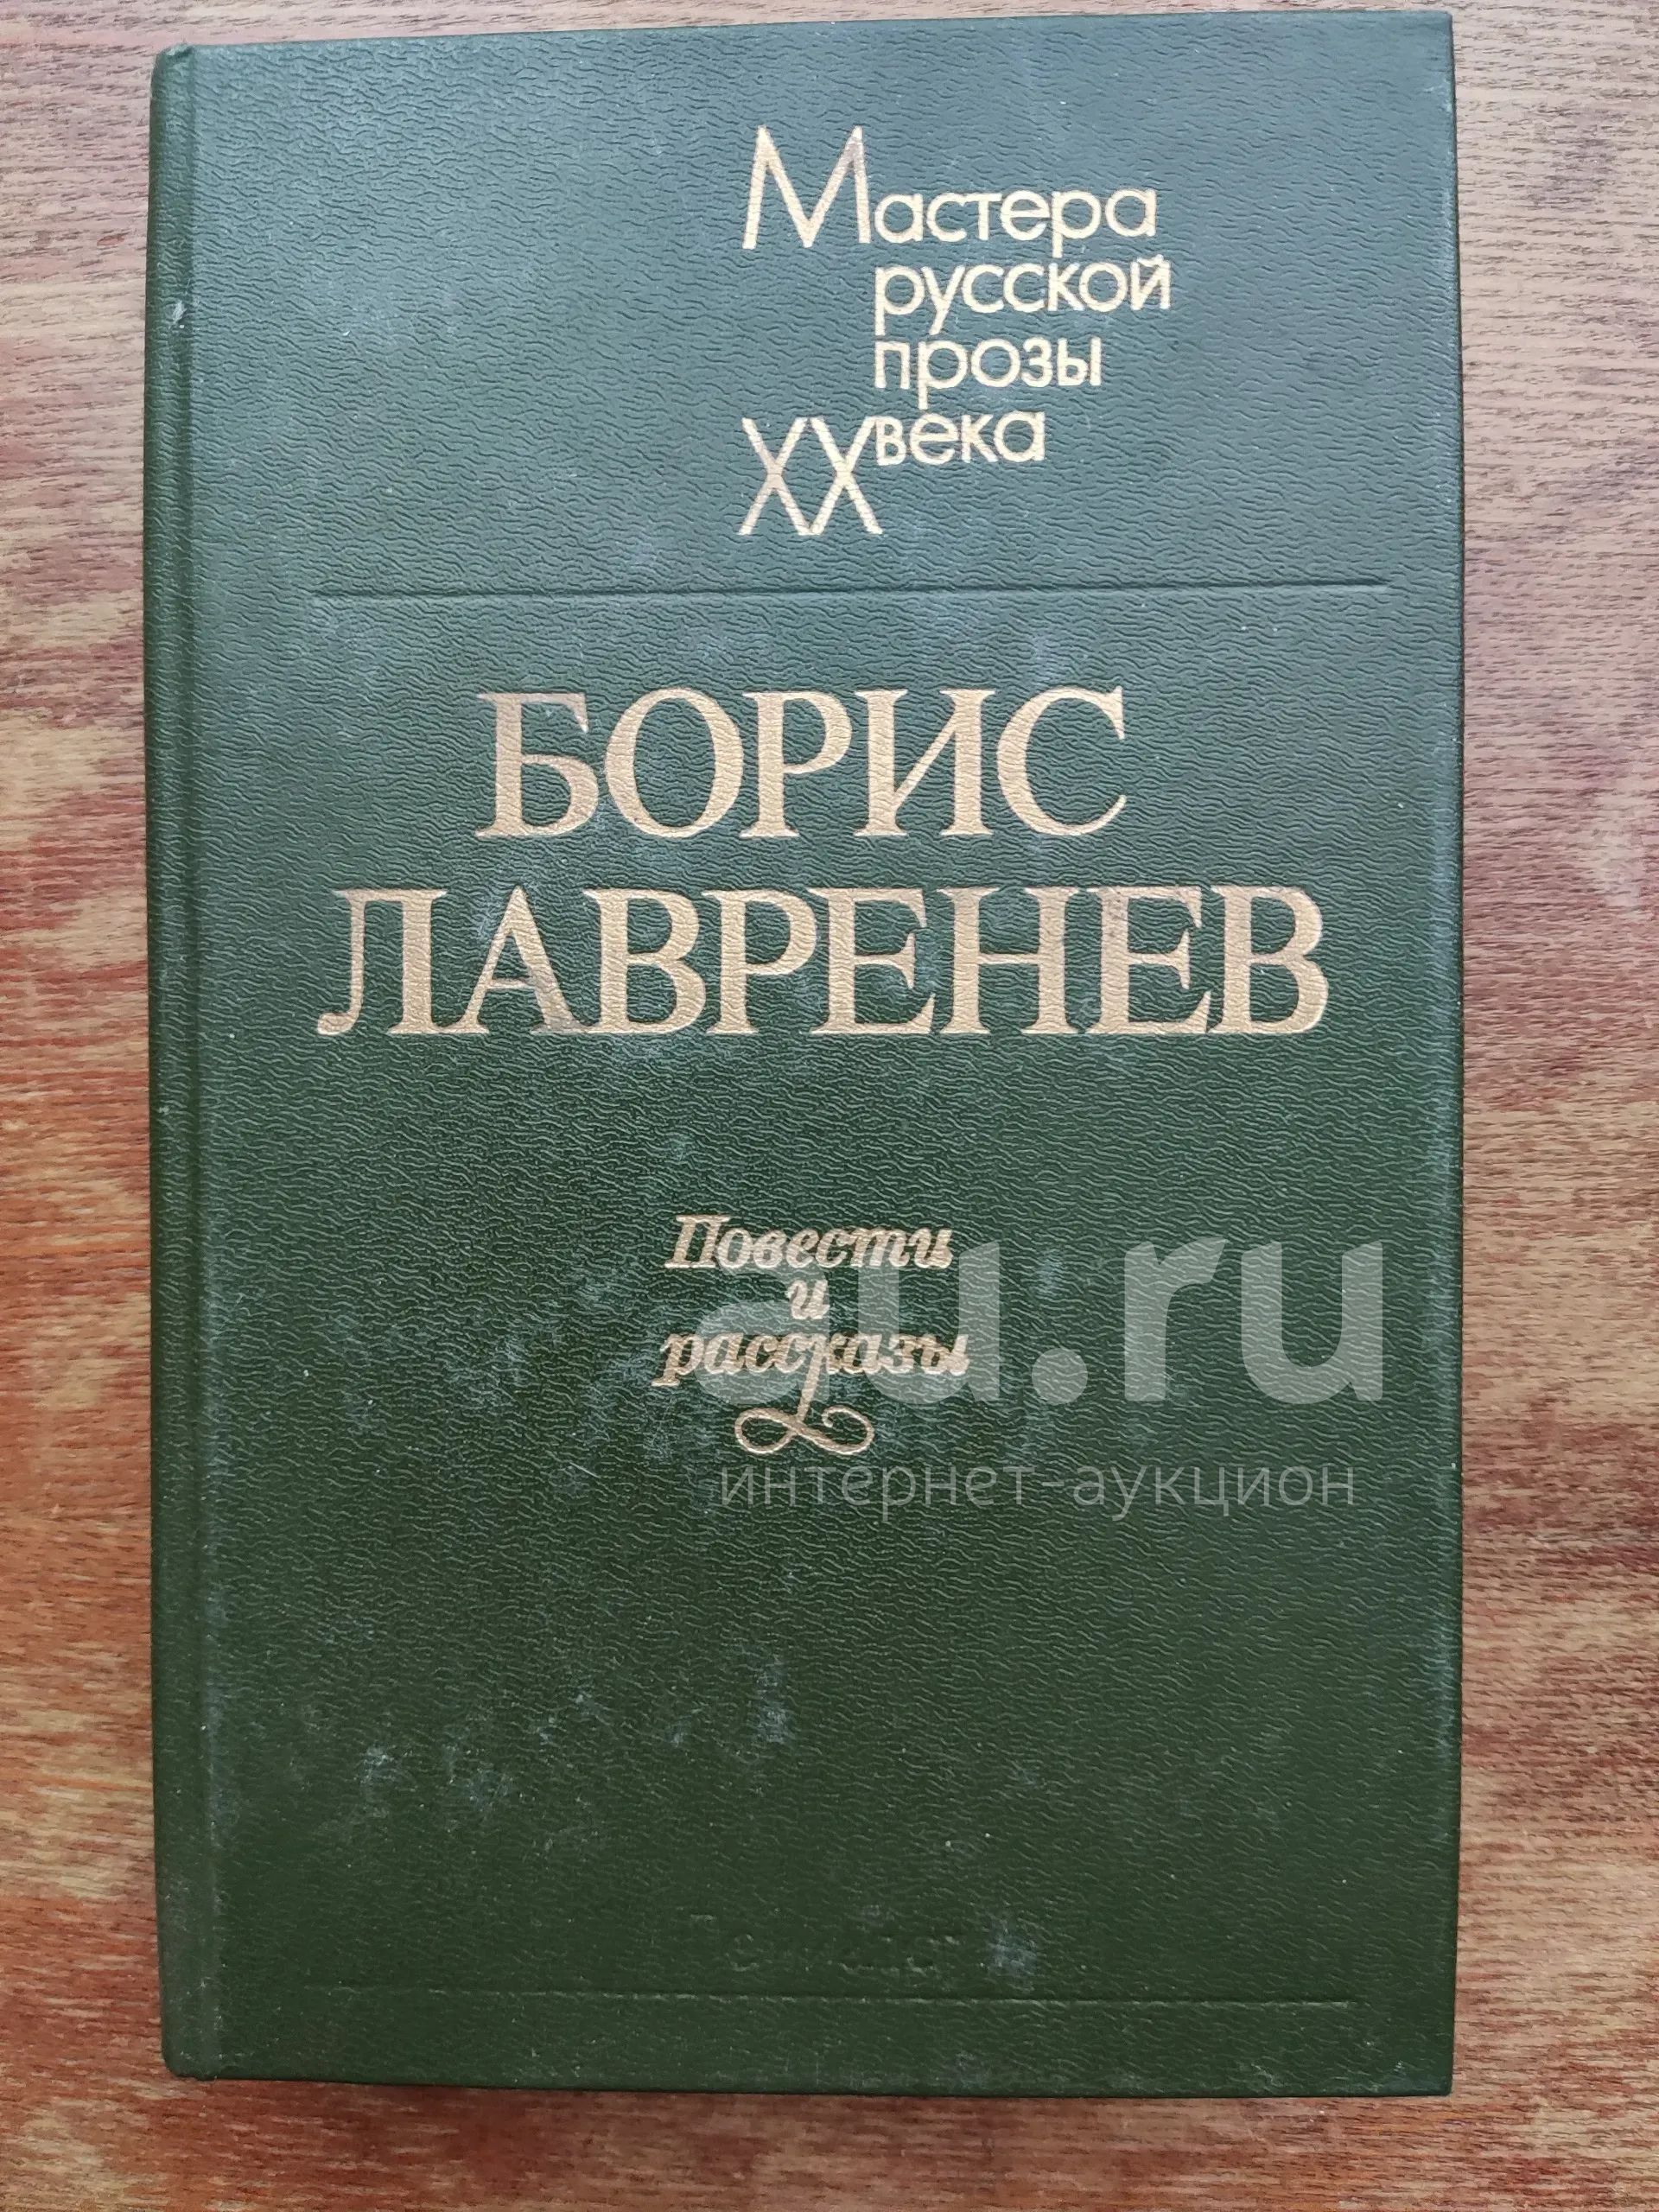 Мастера
русской
прозы
XX века
БОРИС
ЛАВРЕНЕВ
Повести
и
рассказы
au.ru
интернет-аукцион